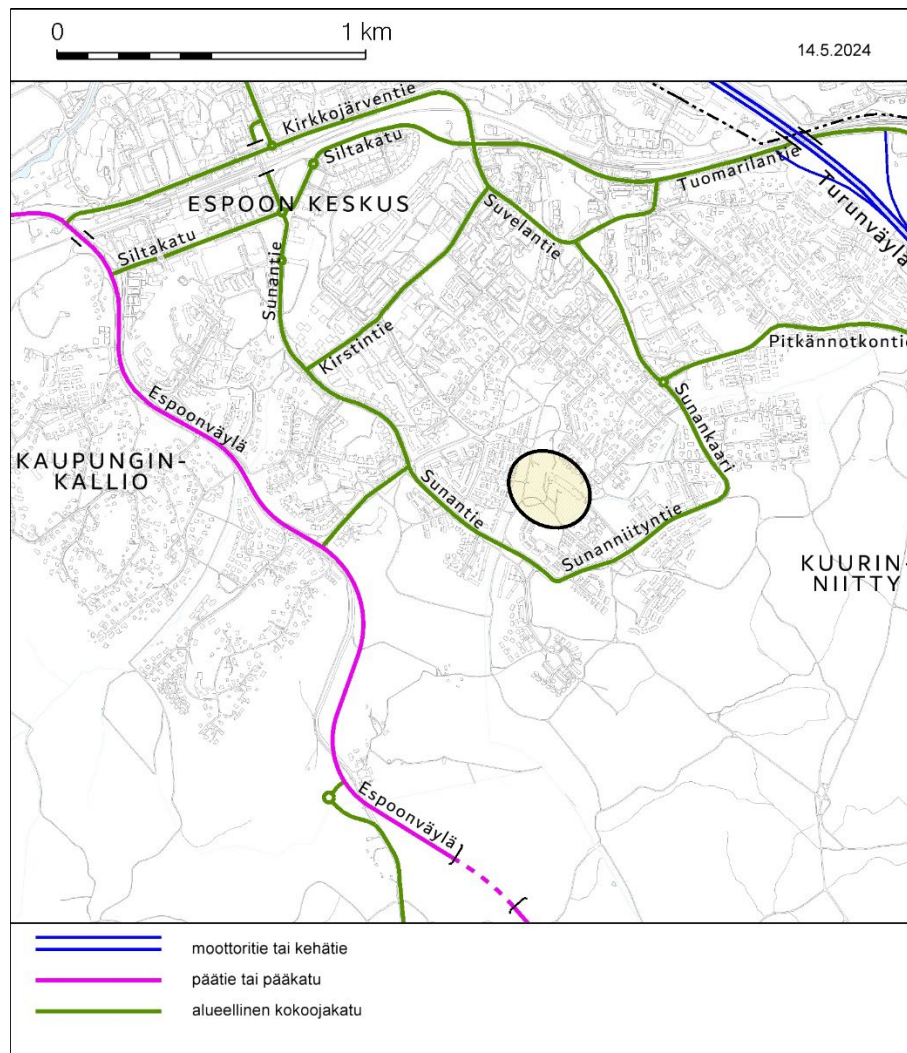 0
1 km
14.5.2024
Kirkkojärventie
Siltakatu
Tuomarilantie
Turunväylä
ESPOON KESKUS
Suvelantie
Siltakatu
Sunantie
Kirstintie
Pitkännotkontie
Espoonväylä
Sunankaari
KAUPUNGIN-
KALLIO
Sunantie
Sunanniityntie
KUURIN-
NIITTY
Espoonväylä
moottoritie tai kehätie
päätie tai pääkatu
alueellinen kokoojakatu